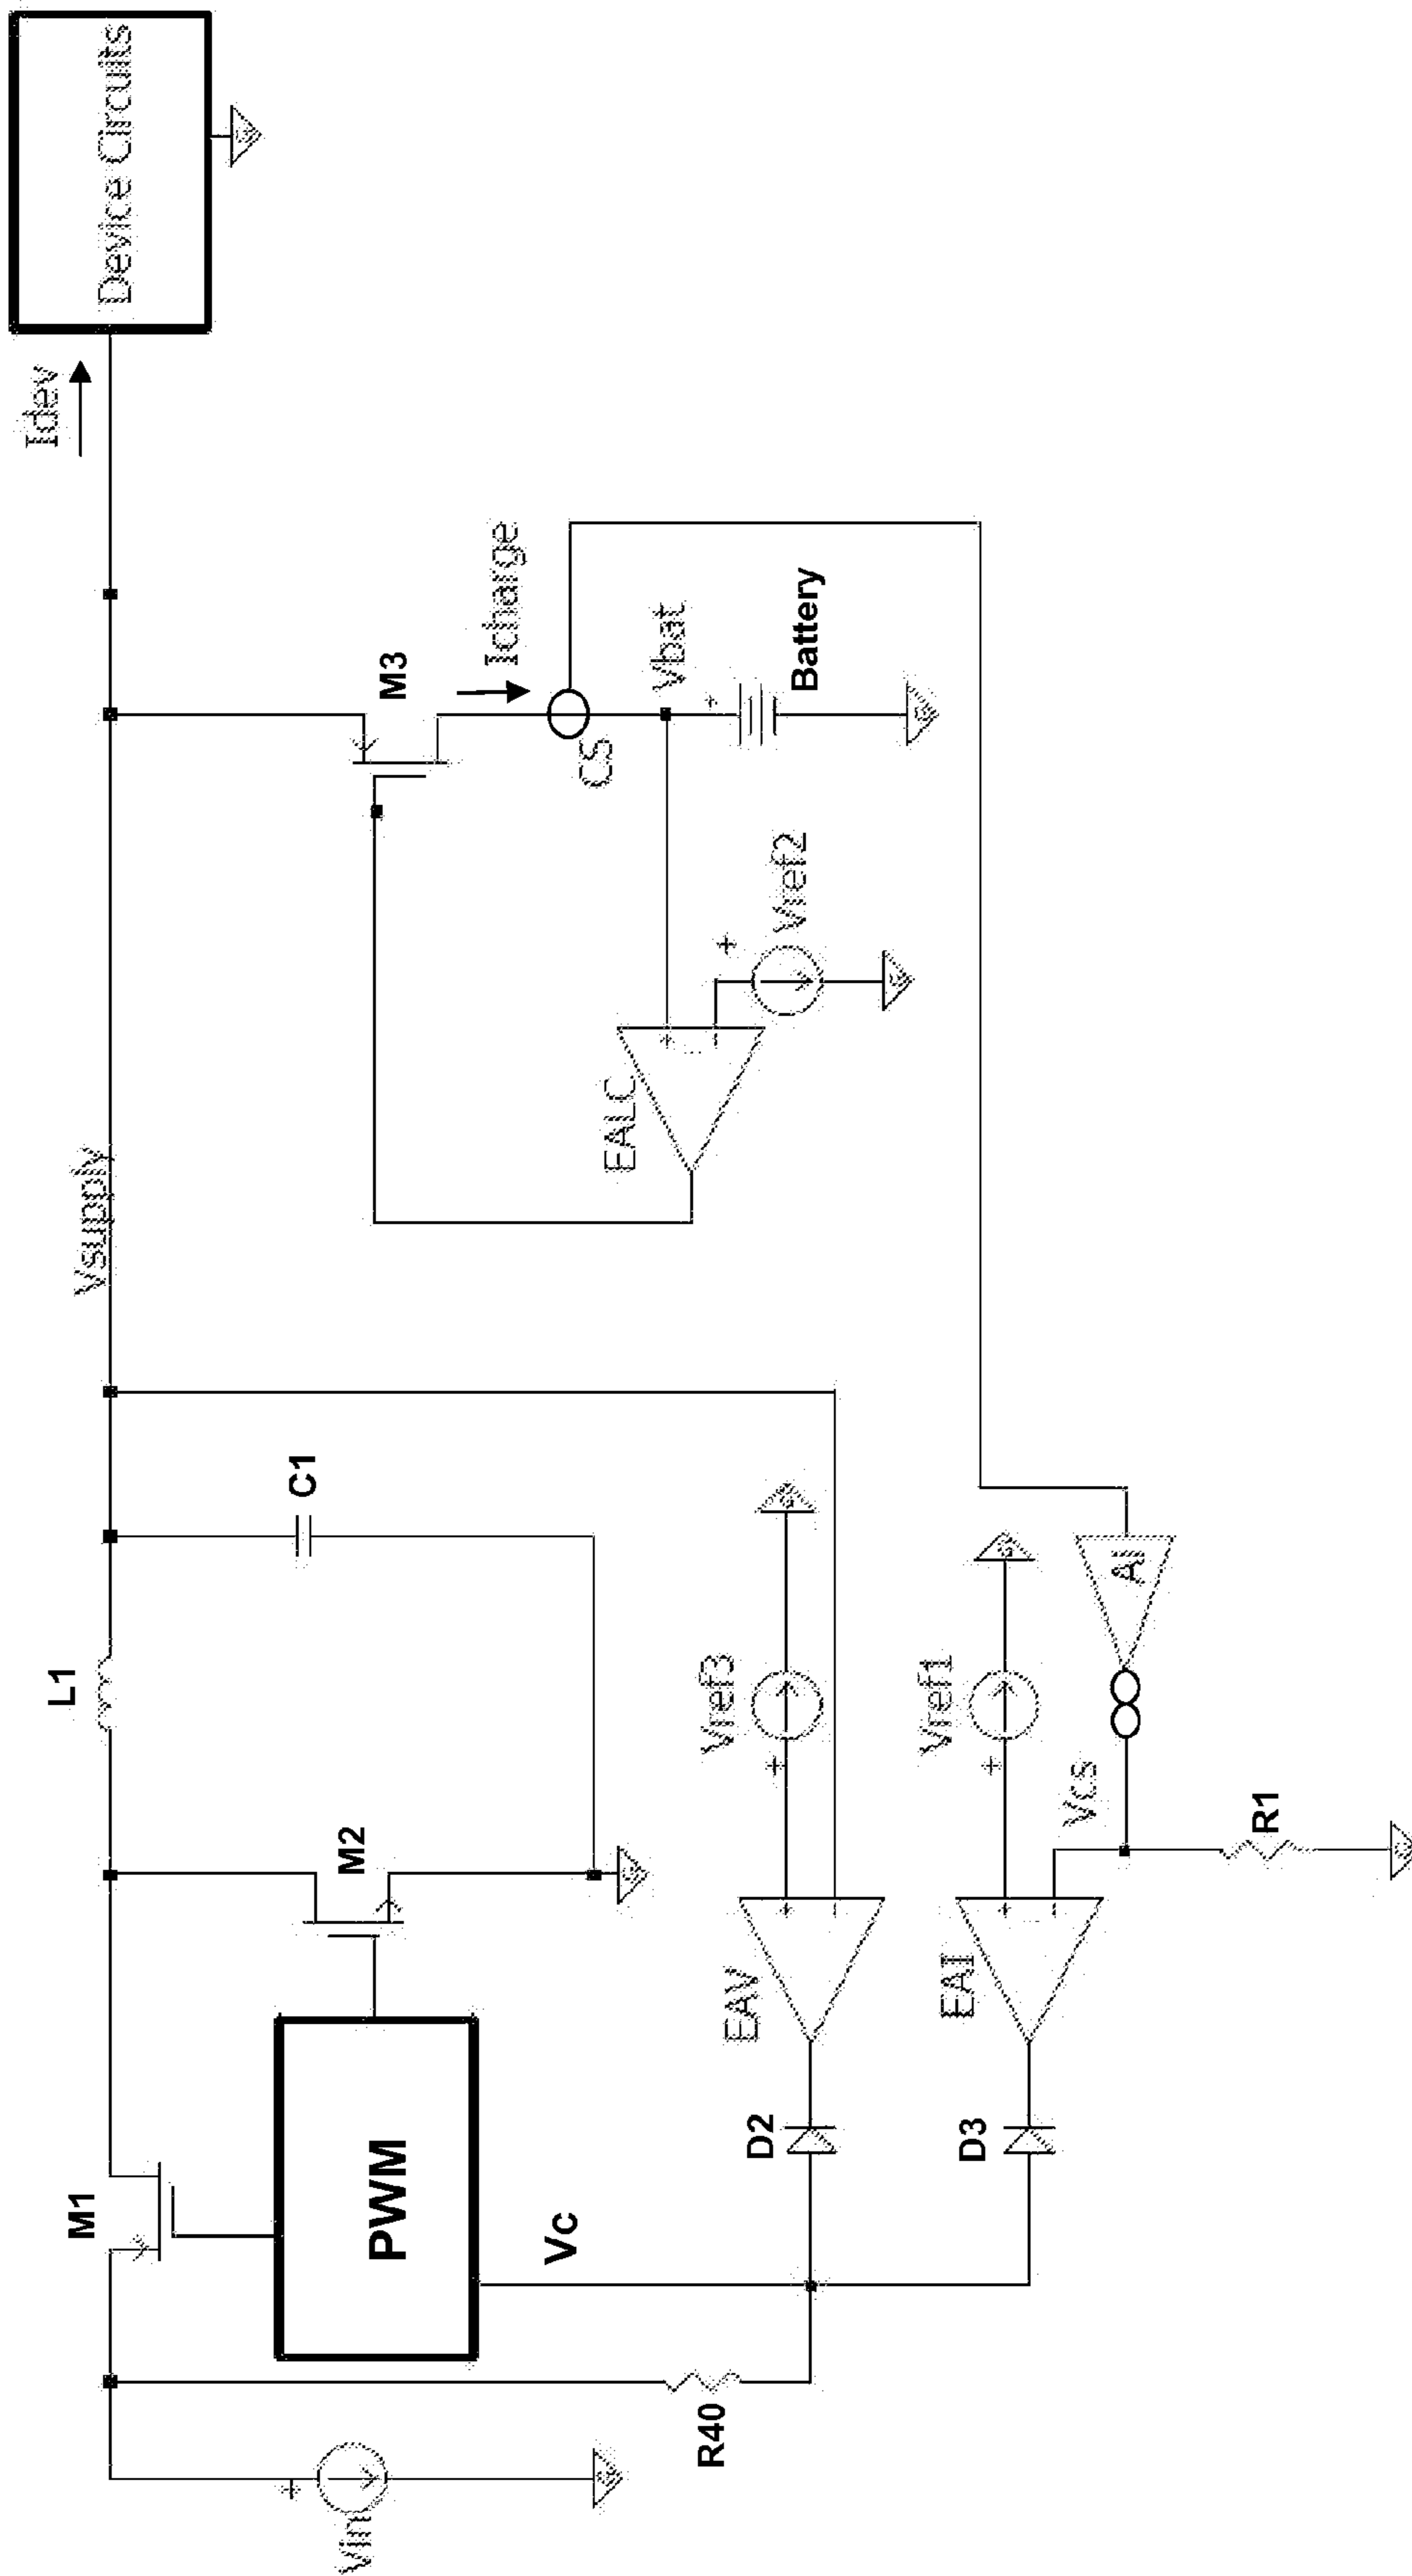 Device Circuits
Idev
Vsupply
M3
Icharge
CS
Vbat
+
Battery
EALC
+
-
+
Vref2
L1
C1
M1
M2
PWM
Vc
Vin
+
R40
EAV
+
-
D2
Vref3
+
EAI
+
-
D3
Vref1
+
AI
Vcs
R1